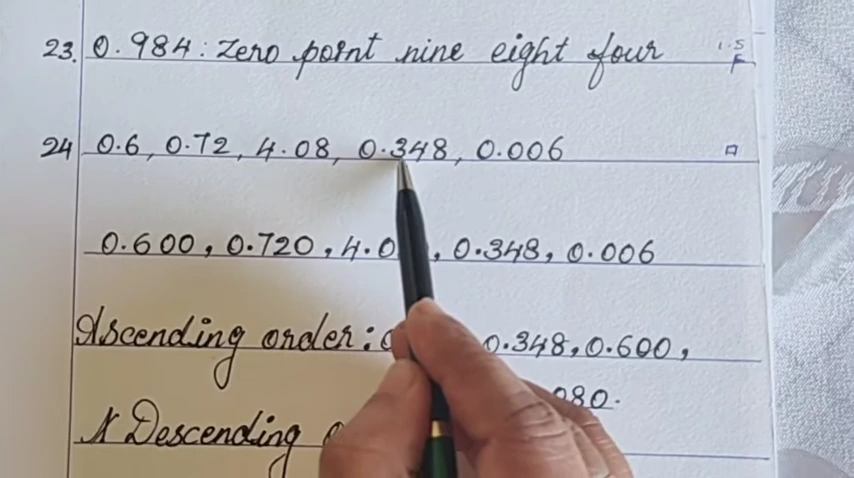 23. 0.984: Zero point nine eight four
24 0.6, 0.72, 4.08, 0.348, 0.006
0.600, 0.720, 4.0 , 0.348, 0.006
Ascending order: 0.348, 0.600,
080.
Descending